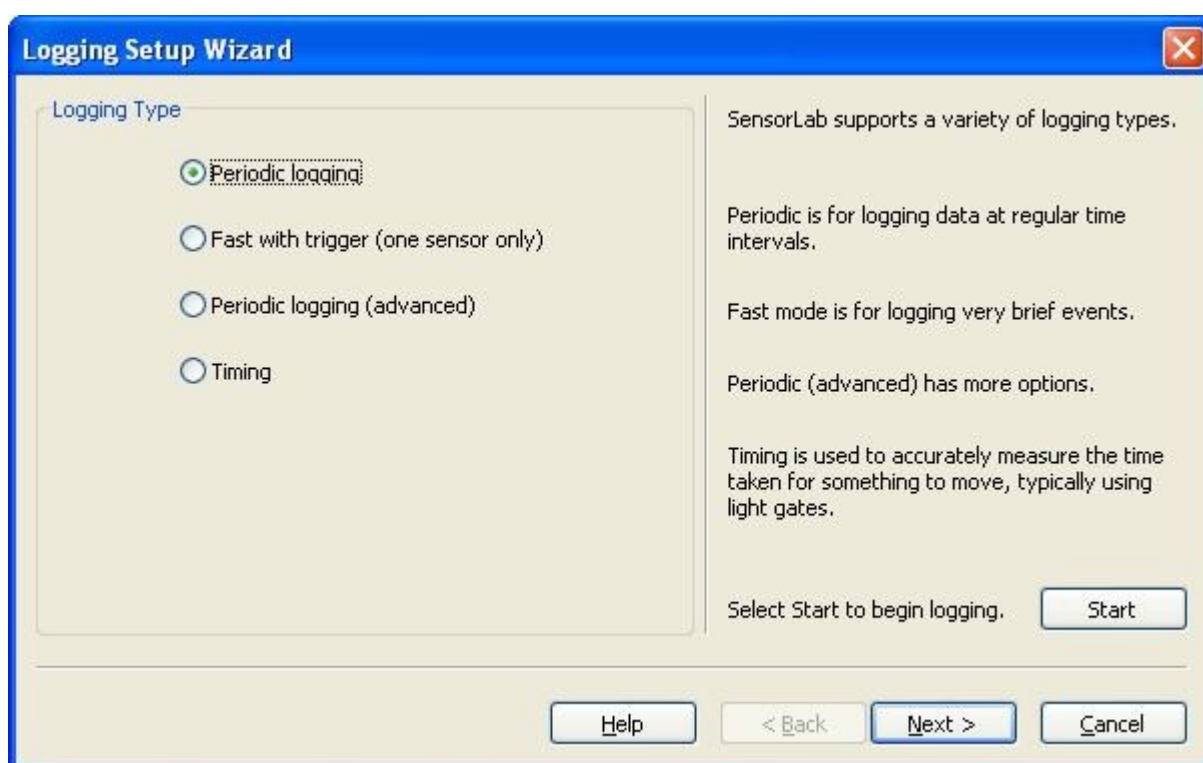 Logging Setup Wizard
Logging Type
Periodic logging
Fast with trigger (one sensor only)
Periodic logging (advanced)
Timing
SensorLab supports a variety of logging types.
Periodic is for logging data at regular time
intervals.
Fast mode is for logging very brief events.
Periodic (advanced) has more options.
Timing is used to accurately measure the time
taken for something to move, typically using
light gates.
Select Start to begin logging.
Start
Help
< Back
Next >
Cancel